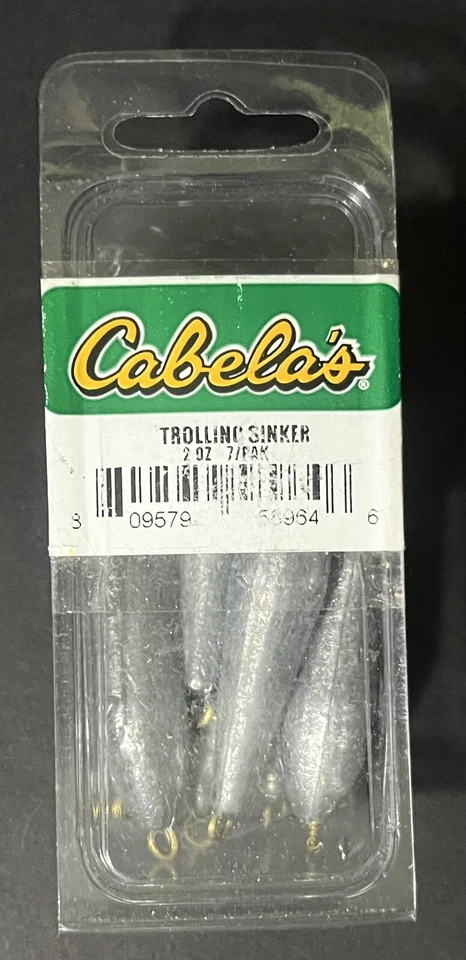 Cabela's®
TROLLING SINKER
2 OZ 7/PAK
8 09579 58964 6